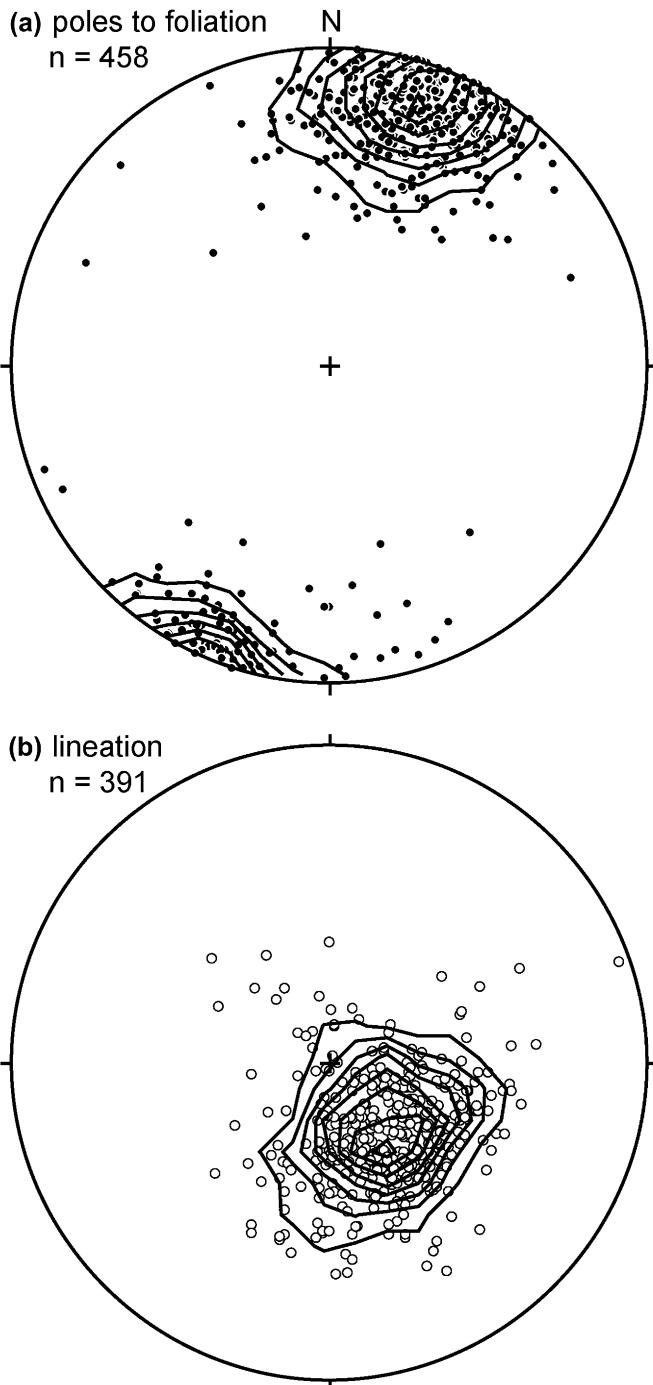 (a) poles to foliation
n = 458
N
(b) lineation
n = 391